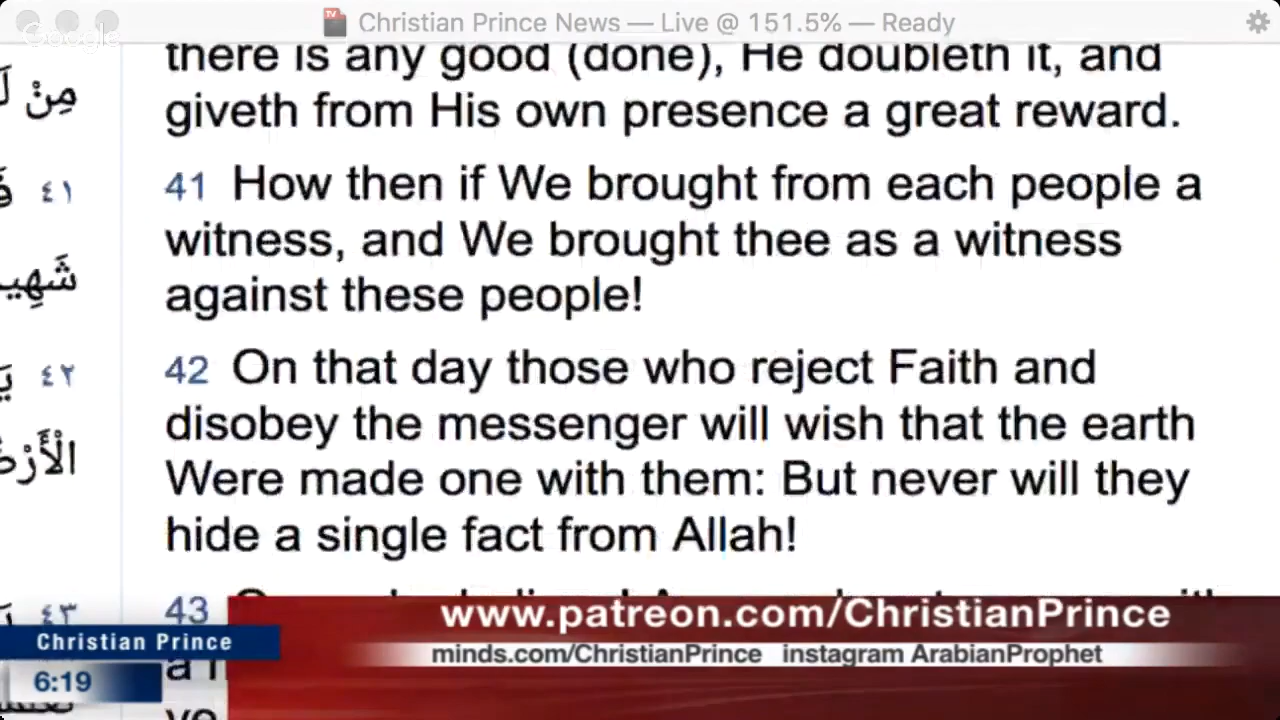 Christian Prince News — Live @ 151.5% — Ready
Google
there is any good (done), He doubleth it, and
giveth from His own presence a great reward.
مِنْ
٤١
41 How then if We brought from each people a
witness, and We brought thee as a witness
against these people!
٤٢
42 On that day those who reject Faith and
disobey the messenger will wish that the earth
Were made one with them: But never will they
hide a single fact from Allah!
٤٣
43
www.patreon.com/ChristianPrince
Christian Prince
minds.com/ChristianPrince instagram ArabianProphet
6:19